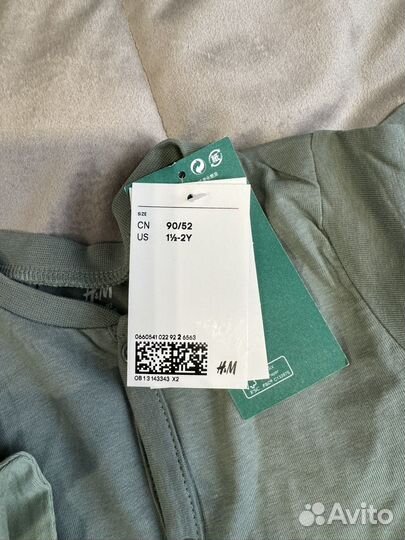 SIZE
CN 90/52
US 1½-2Y
H&M
0660541 022 92 2 6563
OB 1 3 143343 X2
H&M
FSC
Avito